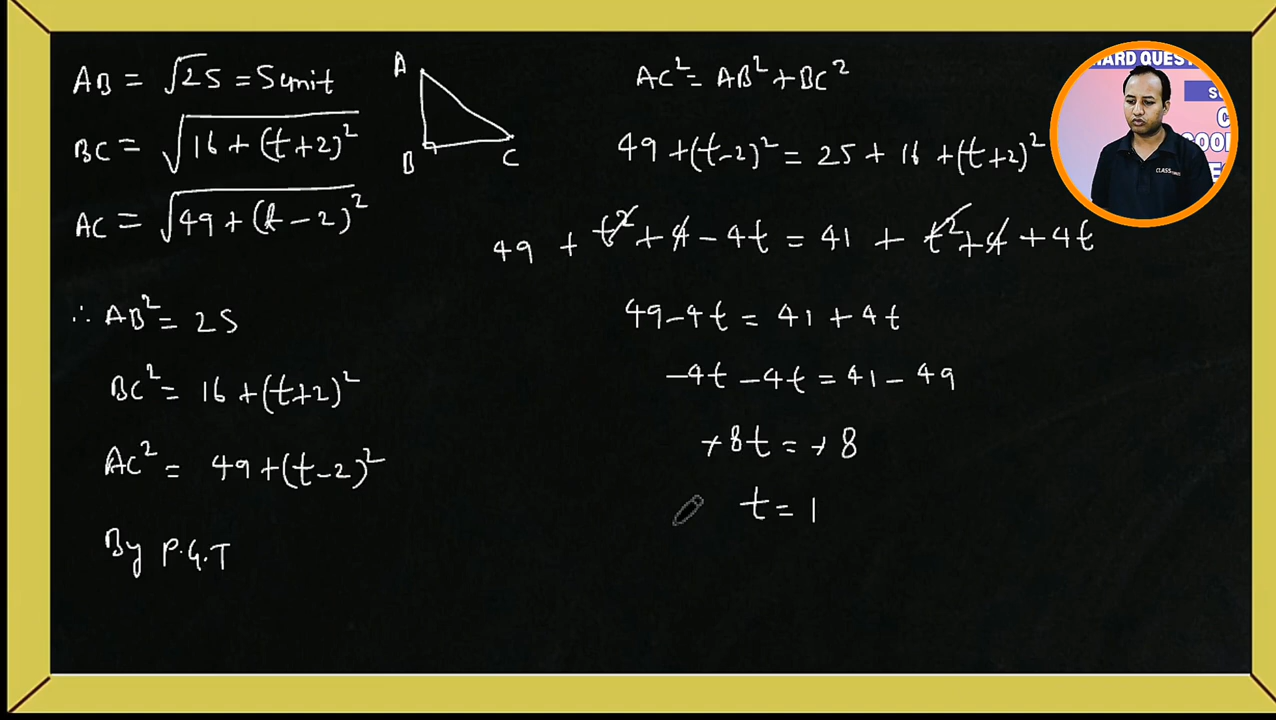 AB = √25 = 5 unit
BC = √16 + (t+2)²
AC = √49 + (t - 2)²
∴ AB² = 25
BC² = 16 + (t+2)²
AC² = 49 + (t-2)²
By P.G.T
A
B
C
AC² = AB² + BC²
49 + (t-2)² = 25 + 16 + (t+2)²
49 + t² + 4 - 4t = 41 + t² + 4 + 4t
49 - 4t = 41 + 4t
-4t - 4t = 41 - 49
-8t = -8
t = 1